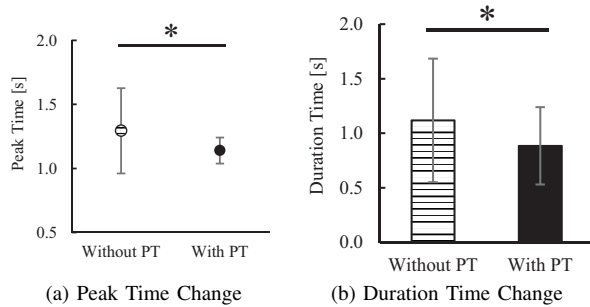 *
2.0
1.5
1.0
0.5
Peak Time [s]
Without PT
With PT
(a) Peak Time Change
*
2.0
1.5
1.0
0.5
0.0
Duration Time [s]
Without PT
With PT
(b) Duration Time Change